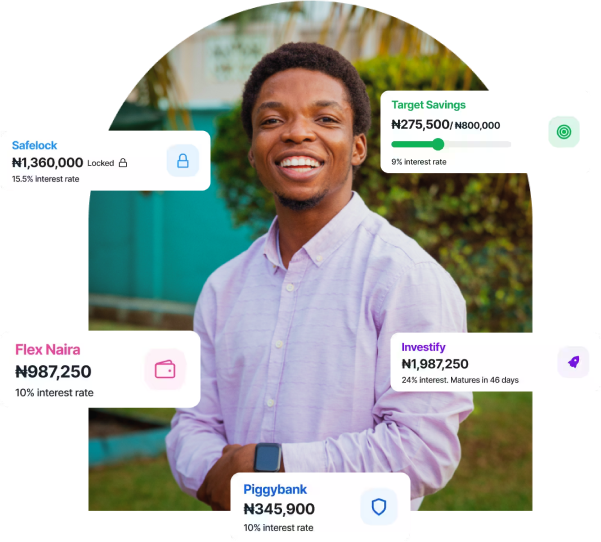 Target Savings
₦275,500/ ₦800,000
9% interest rate
Safelock
₦1,360,000 Locked
15.5% interest rate
Flex Naira
₦987,250
10% interest rate
Investify
₦1,987,250
24% interest. Matures in 46 days
Piggybank
₦345,900
10% interest rate